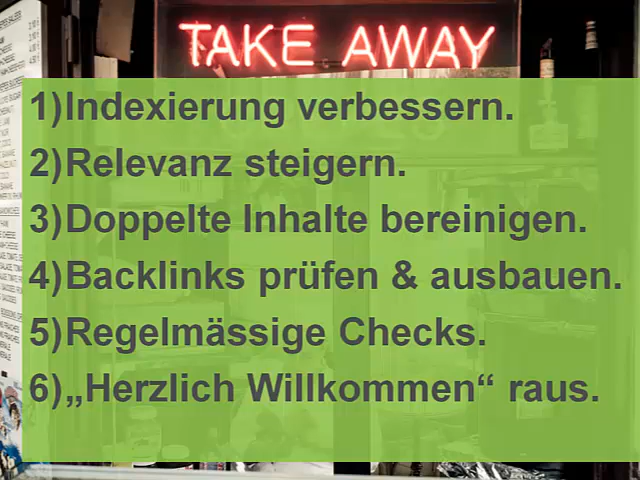 TAKE AWAY
1)Indexierung verbessern.
2)Relevanz steigern.
3)Doppelte Inhalte bereinigen.
4)Backlinks prüfen & ausbauen.
5)Regelmässige Checks.
6)„Herzlich Willkommen“ raus.